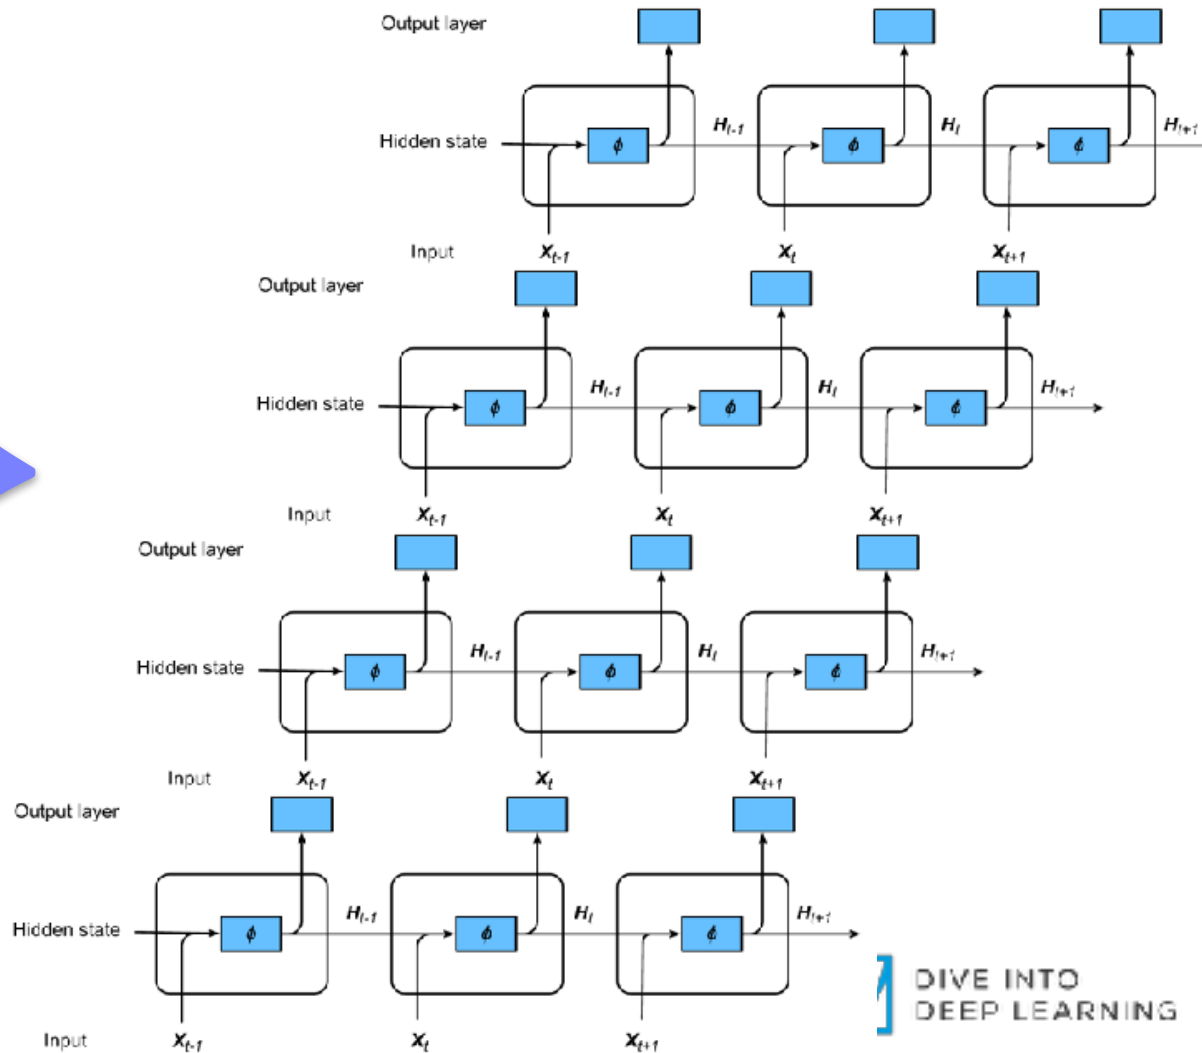 Output layer
H_{t-1} H_t H_{t+1}
Hidden state ϕ ϕ ϕ
Input X_{t-1} X_t X_{t+1}
Output layer
H_{t-1} H_t H_{t+1}
Hidden state ϕ ϕ ϕ
Input X_{t-1} X_t X_{t+1}
Output layer
H_{t-1} H_t H_{t+1}
Hidden state ϕ ϕ ϕ
Input X_{t-1} X_t X_{t+1}
Output layer
H_{t-1} H_t H_{t+1}
Hidden state ϕ ϕ ϕ
DIVE INTO
DEEP LEARNING
Input X_{t-1} X_t X_{t+1}